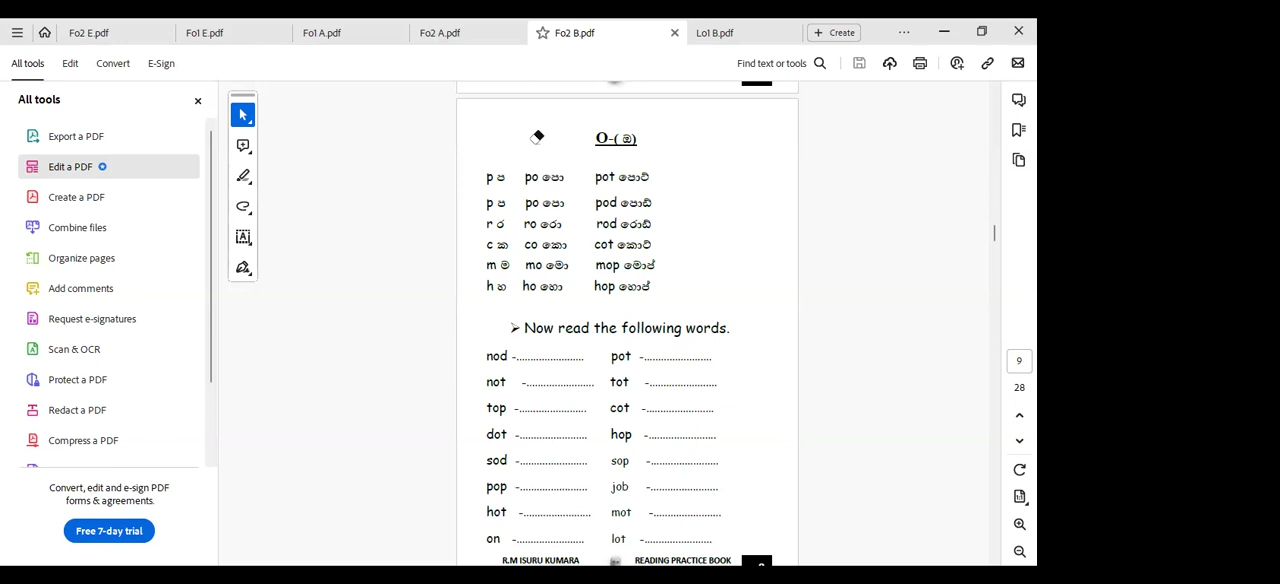 Fo2 E.pdf Fo1 E.pdf Fo1 A.pdf Fo2 A.pdf Fo2 B.pdf Lo1 B.pdf + Create
All tools Edit Convert E-Sign Find text or tools
All tools
Export a PDF
Edit a PDF
Create a PDF
Combine files
Organize pages
Add comments
Request e-signatures
Scan & OCR
Protect a PDF
Redact a PDF
Compress a PDF
Convert, edit and e-sign PDF
forms & agreements.
Free 7-day trial
O-( ඔ)
p ප po පො pot පොට්
p ප po පො pod පොඩ්
r ර ro රො rod රොඩ්
c ක co කො cot කොට්
m ම mo මො mop මොප්
h හ ho හො hop හොප්
➢ Now read the following words.
nod -........................ pot -........................
not -........................ tot -........................
top -........................ cot -........................
dot -........................ hop -........................
sod -........................ sop -........................
pop -........................ job -........................
hot -........................ mot -........................
on -........................ lot -........................
R.M ISURU KUMARA READING PRACTICE BOOK
9
28